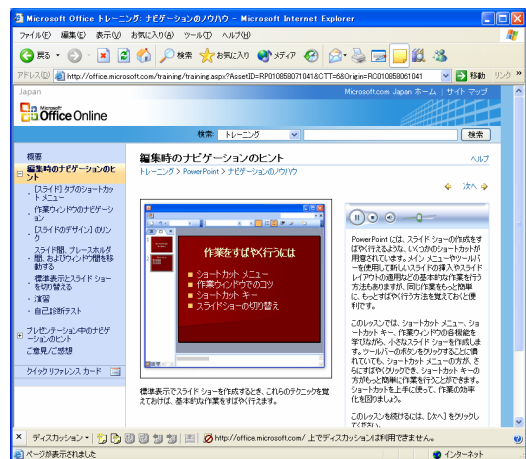 Microsoft Office トレーニング: ナビゲーションのノウハウ - Microsoft Internet Explorer
ファイル(F) 編集(E) 表示(V) お気に入り(A) ツール(T) ヘルプ(H)
戻る 検索 お気に入り メディア
アドレス(D) http://office.microsoft.com/training/training.aspx?AssetID=RP010858071041&CTT=6&Origin=RC010858061041 移動 リンク
Japan Microsoft.com Japan ホーム | サイト マップ
Microsoft
Office Online
検索: トレーニング 検索
概要
編集時のナビゲーションのヒント
[スライド] タブのショートカット メニュー
作業ウィンドウのナビゲーション
[スライドのデザイン] のリンク
スライド間、プレースホルダ間、およびウィンドウ間を移動する
標準表示とスライド ショーを切り替える
演習
自己診断テスト
プレゼンテーション中のナビゲーションのヒント
ご意見/ご感想
クイック リファレンス カード
編集時のナビゲーションのヒント ヘルプ
トレーニング > PowerPoint > ナビゲーションのノウハウ
次へ
作業をすばやく行うには
ショートカット メニュー
作業ウィンドウでのコツ
ショートカット キー
スライドショーの切り替え
標準表示でスライド ショーを作成するとき、これらのテクニックを覚
えておけば、基本的な作業をすばやく行えます。
PowerPoint には、スライド ショーの作成をす
ばやく行えるような、いくつかのショートカットが
用意されています。メイン メニューやツールバ
ーを使用して新しいスライドの挿入やスライド
レイアウトの適用などの基本的な作業を行う
方法もありますが、同じ作業をもっと簡単
に、もっとすばやく行う方法を覚えておくと便
利です。
このレッスンでは、ショートカット メニュー、ショ
ートカット キー、作業ウィンドウの各機能を
学びながら、小さなスライド ショーを作成しま
す。ツールバーのボタンをクリックすることに慣
れていても、ショートカット メニューの方が、さ
らにすばやくクリックでき、ショートカット キーの
方がもっと簡単に作業を行うことができます。
ショートカットを上手に使って、作業の効率
化を図りましょう。
このレッスンを続けるには、[次へ] をクリックし
てください。
ディスカッション http://office.microsoft.com/ 上でディスカッションは利用できません。
ページが表示されました インターネット